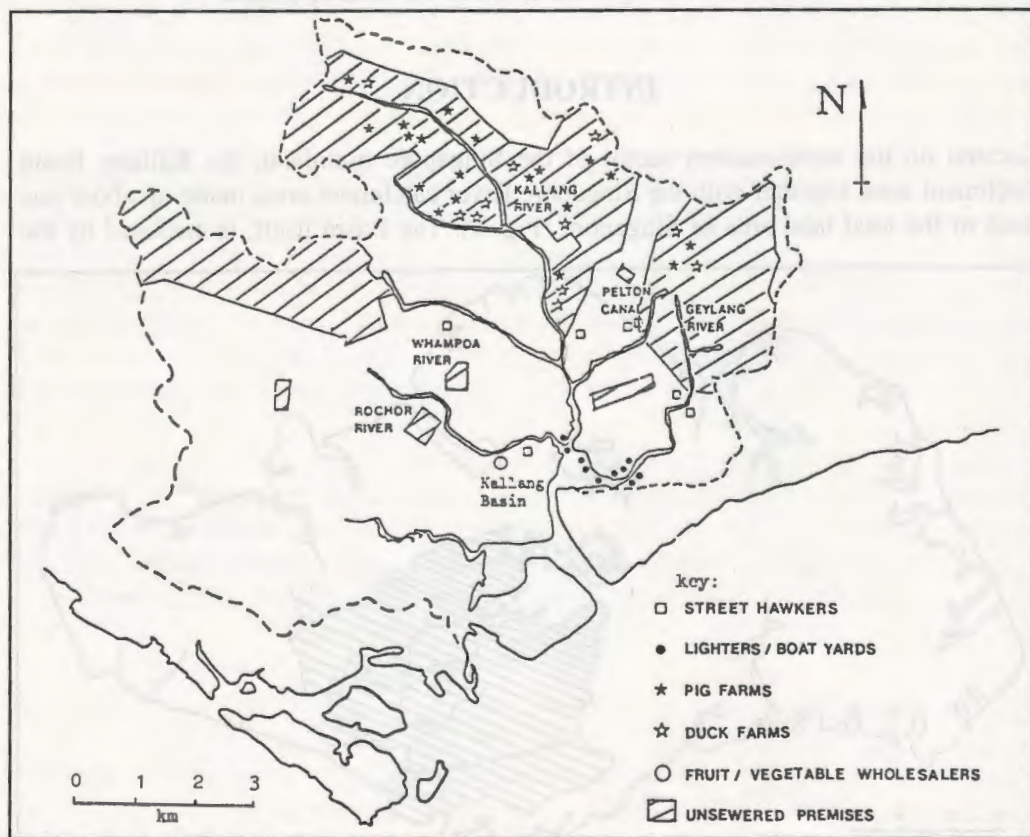 N
KALLANG
RIVER
PELTON
CANAL
GEYLANG
RIVER
WHAMPOA
RIVER
ROCHOR
RIVER
Kallang
Basin
key:
STREET HAWKERS
LIGHTERS / BOAT YARDS
PIG FARMS
DUCK FARMS
FRUIT / VEGETABLE WHOLESALERS
UNSEWERED PREMISES
0 1 2 3
km